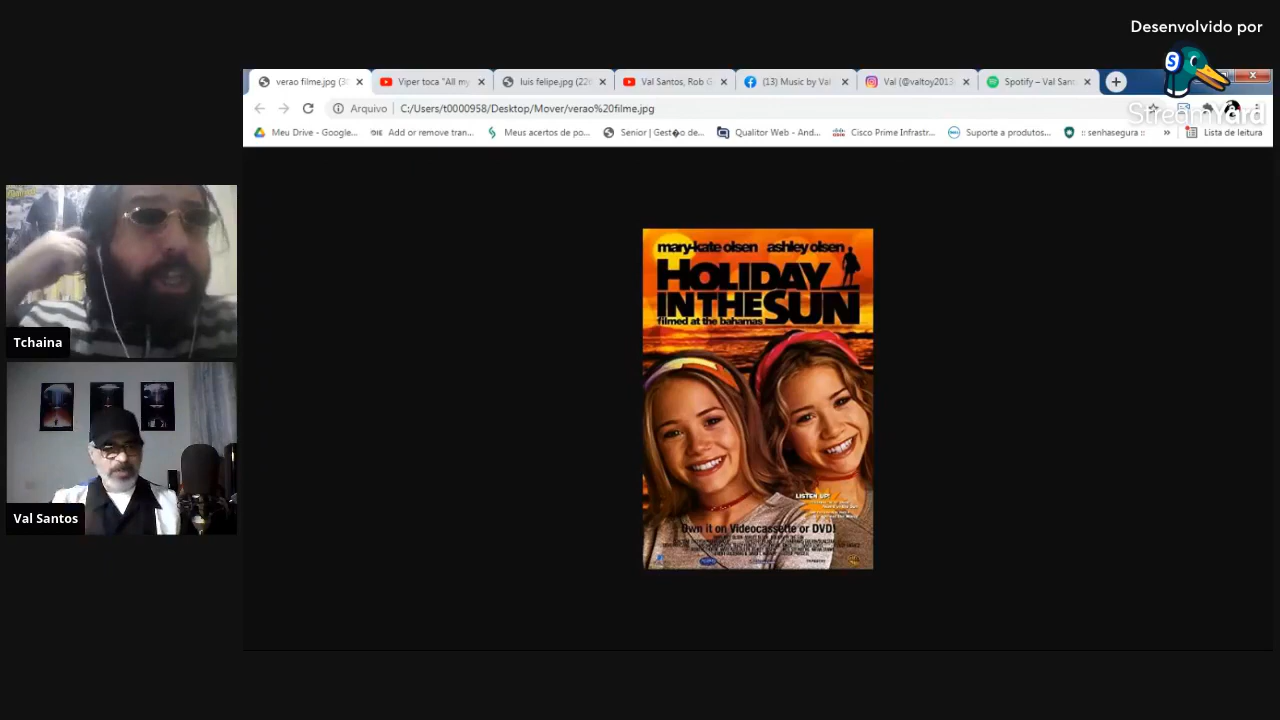 Desenvolvido por
StreamYard
verao filme.jpg (3
Viper toca "All my
luis felipe.jpg (22
Val Santos, Rob G
(13) Music by Val
Val (@valtoy2013
Spotify – Val Sant
Arquivo
C:/Users/t0000958/Desktop/Mover/verao%20filme.jpg
Meu Drive - Google...
Add or remove tran...
Meus acertos de po...
Senior | Gest�o de...
Qualitor Web - And...
Cisco Prime Infrastr...
Suporte a produtos...
:: senhasegura ::
»
Lista de leitura
mary-kate olsen ashley olsen
HOLIDAY
IN THE SUN
filmed at the bahamas
LISTEN UP!
Own it on Videocassette or DVD!
Tchaina
Val Santos